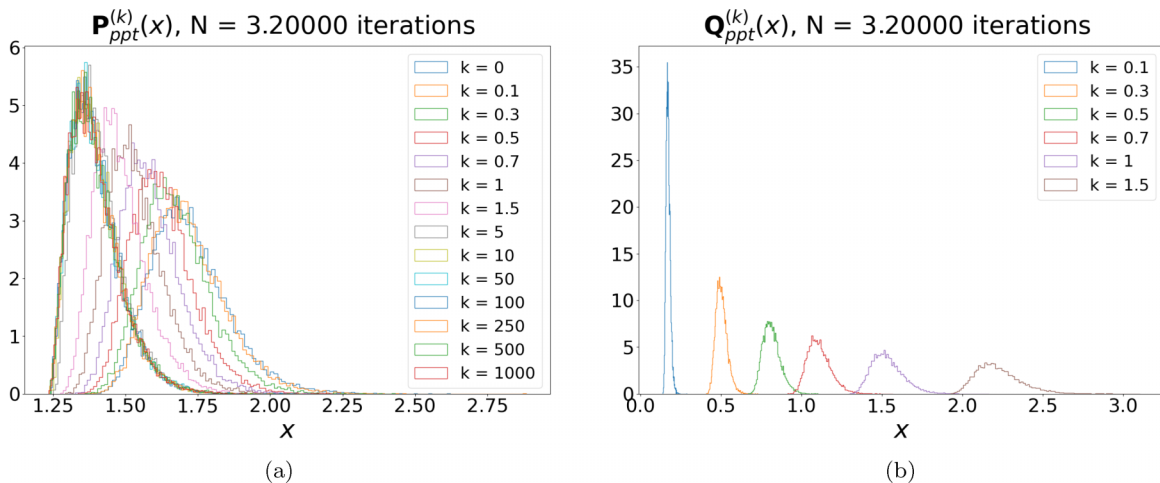 𝐏_{ppt}^{(k)}(x), N = 3.20000 iterations
6
5
4
3
2
1
0
1.25 1.50 1.75 2.00 2.25 2.50 2.75
x
k = 0
k = 0.1
k = 0.3
k = 0.5
k = 0.7
k = 1
k = 1.5
k = 5
k = 10
k = 50
k = 100
k = 250
k = 500
k = 1000
(a)
𝐐_{ppt}^{(k)}(x), N = 3.20000 iterations
35
30
25
20
15
10
5
0
0.0 0.5 1.0 1.5 2.0 2.5 3.0
x
k = 0.1
k = 0.3
k = 0.5
k = 0.7
k = 1
k = 1.5
(b)